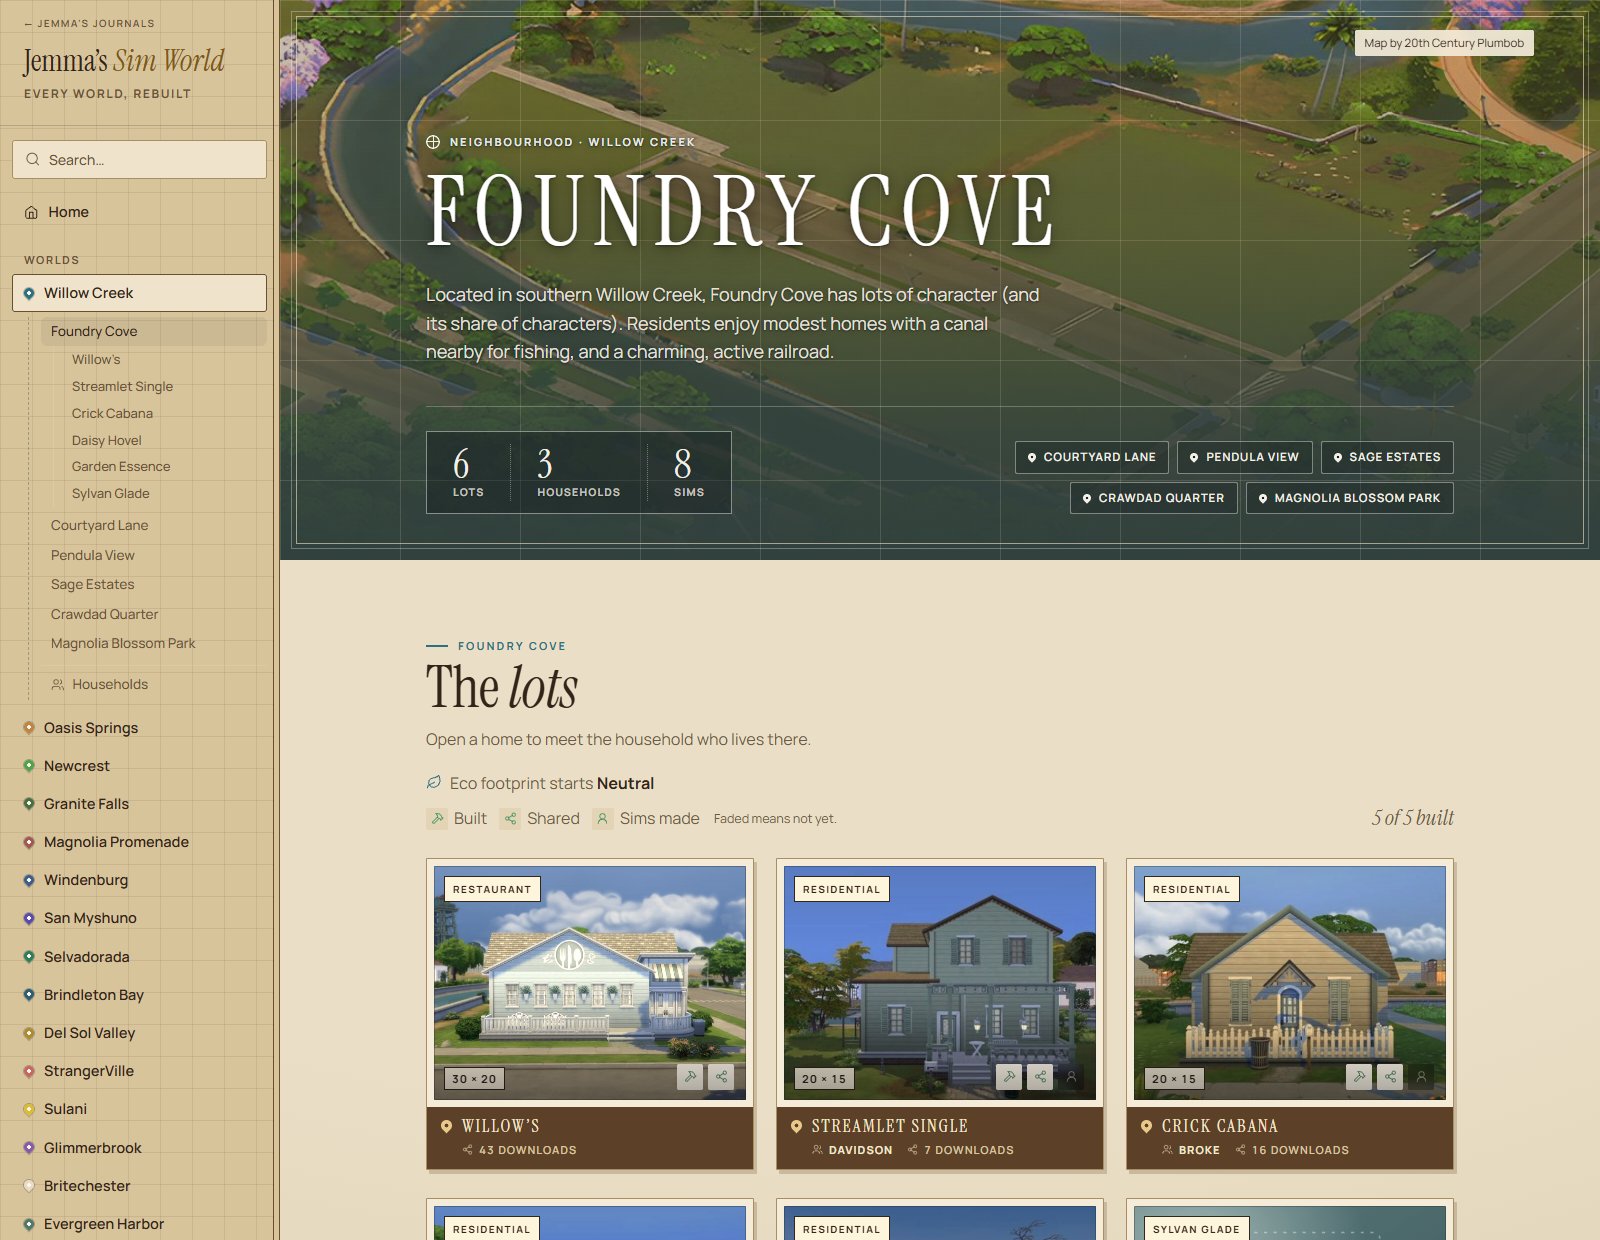 ← JEMMA'S JOURNALS
Jemma's Sim World
EVERY WORLD, REBUILT
Search...
Home
WORLDS
Willow Creek
Foundry Cove
Willow's
Streamlet Single
Crick Cabana
Daisy Hovel
Garden Essence
Sylvan Glade
Courtyard Lane
Pendula View
Sage Estates
Crawdad Quarter
Magnolia Blossom Park
Households
Oasis Springs
Newcrest
Granite Falls
Magnolia Promenade
Windenburg
San Myshuno
Selvadorada
Brindleton Bay
Del Sol Valley
StrangerVille
Sulani
Glimmerbrook
Britechester
Evergreen Harbor
Map by 20th Century Plumbob
NEIGHBOURHOOD · WILLOW CREEK
FOUNDRY COVE
Located in southern Willow Creek, Foundry Cove has lots of character (and
its share of characters). Residents enjoy modest homes with a canal
nearby for fishing, and a charming, active railroad.
6 LOTS
3 HOUSEHOLDS
8 SIMS
COURTYARD LANE
PENDULA VIEW
SAGE ESTATES
CRAWDAD QUARTER
MAGNOLIA BLOSSOM PARK
FOUNDRY COVE
The lots
Open a home to meet the household who lives there.
Eco footprint starts Neutral
Built Shared Sims made Faded means not yet.
5 of 5 built
RESTAURANT
30 × 20
WILLOW'S
43 DOWNLOADS
RESIDENTIAL
20 × 15
STREAMLET SINGLE
DAVIDSON 7 DOWNLOADS
RESIDENTIAL
20 × 15
CRICK CABANA
BROKE 16 DOWNLOADS
RESIDENTIAL
RESIDENTIAL
SYLVAN GLADE